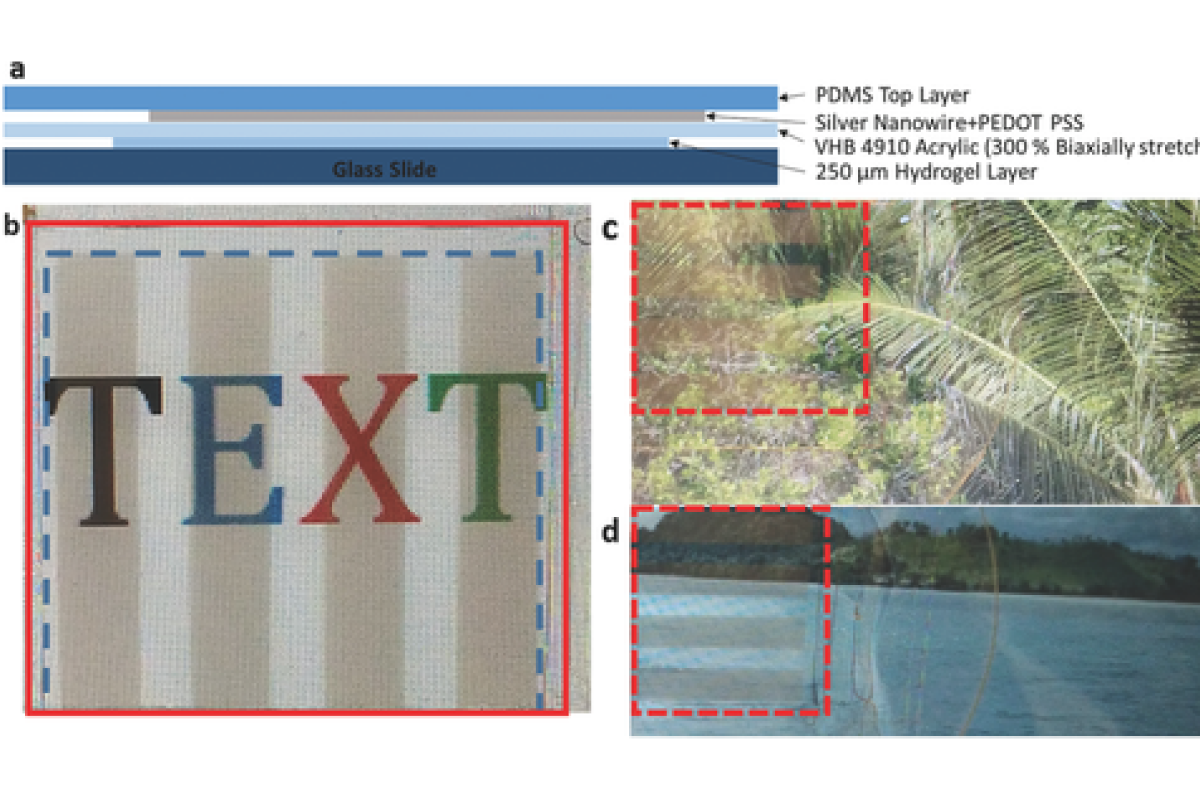 a
PDMS Top Layer
Silver Nanowire+PEDOT PSS
VHB 4910 Acrylic (300 % Biaxially stretch
250 μm Hydrogel Layer
Glass Slide
b
TEXT
c
d